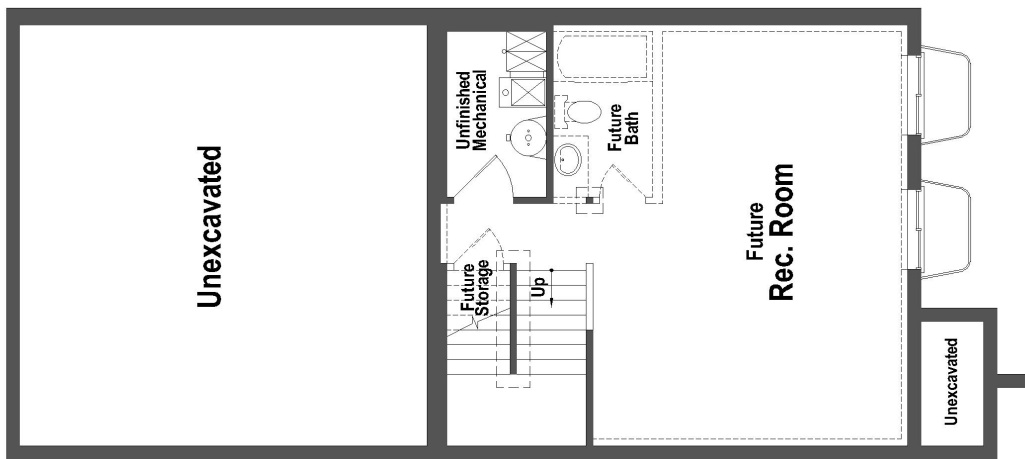 Unexcavated
Unfinished
Mechanical
Future
Bath
Future
Storage
Up
Future
Rec. Room
Unexcavated